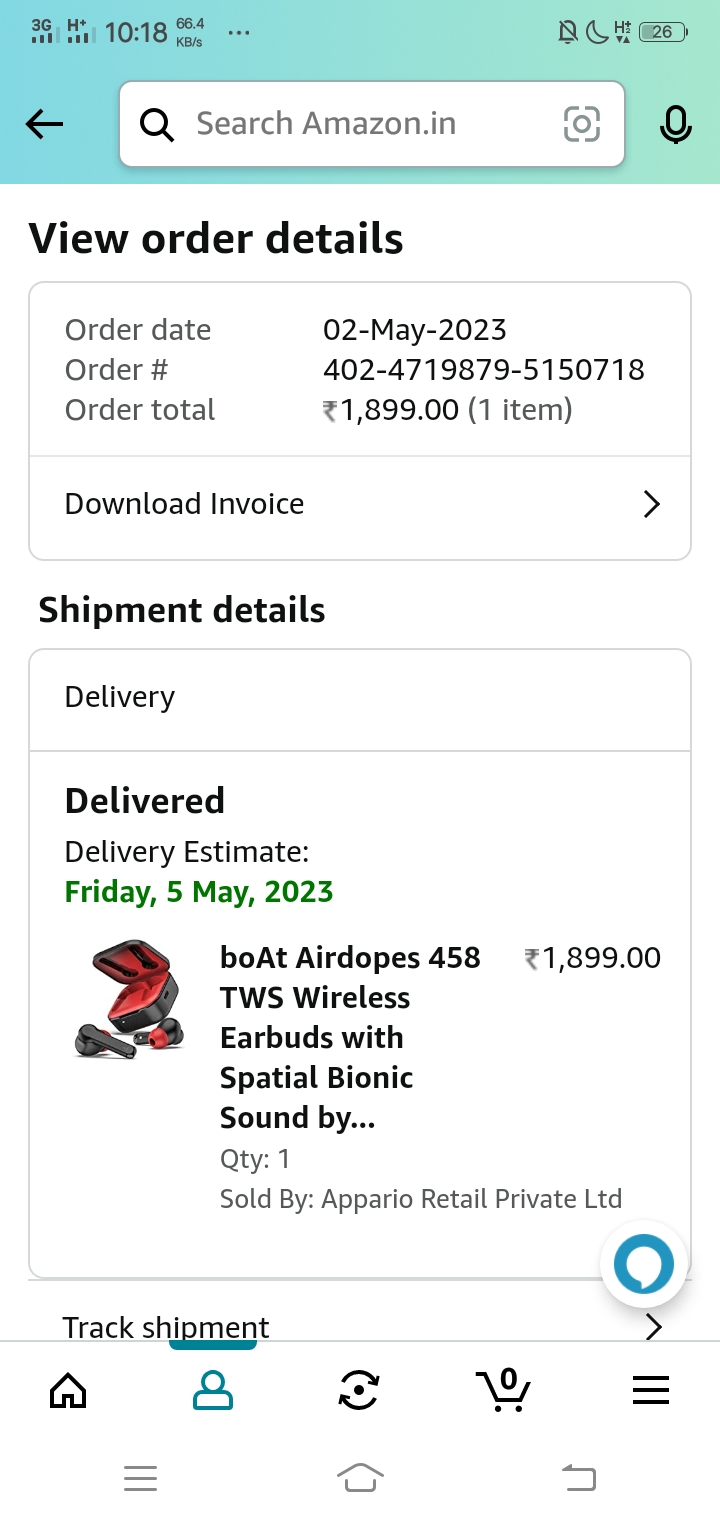 3G H+ 10:18 66.4 KB/s ... 26
Search Amazon.in
View order details
Order date 02-May-2023
Order # 402-4719879-5150718
Order total ₹1,899.00 (1 item)
Download Invoice
Shipment details
Delivery
Delivered
Delivery Estimate:
Friday, 5 May, 2023
boAt Airdopes 458 ₹1,899.00
TWS Wireless
Earbuds with
Spatial Bionic
Sound by...
Qty: 1
Sold By: Appario Retail Private Ltd
Track shipment
0